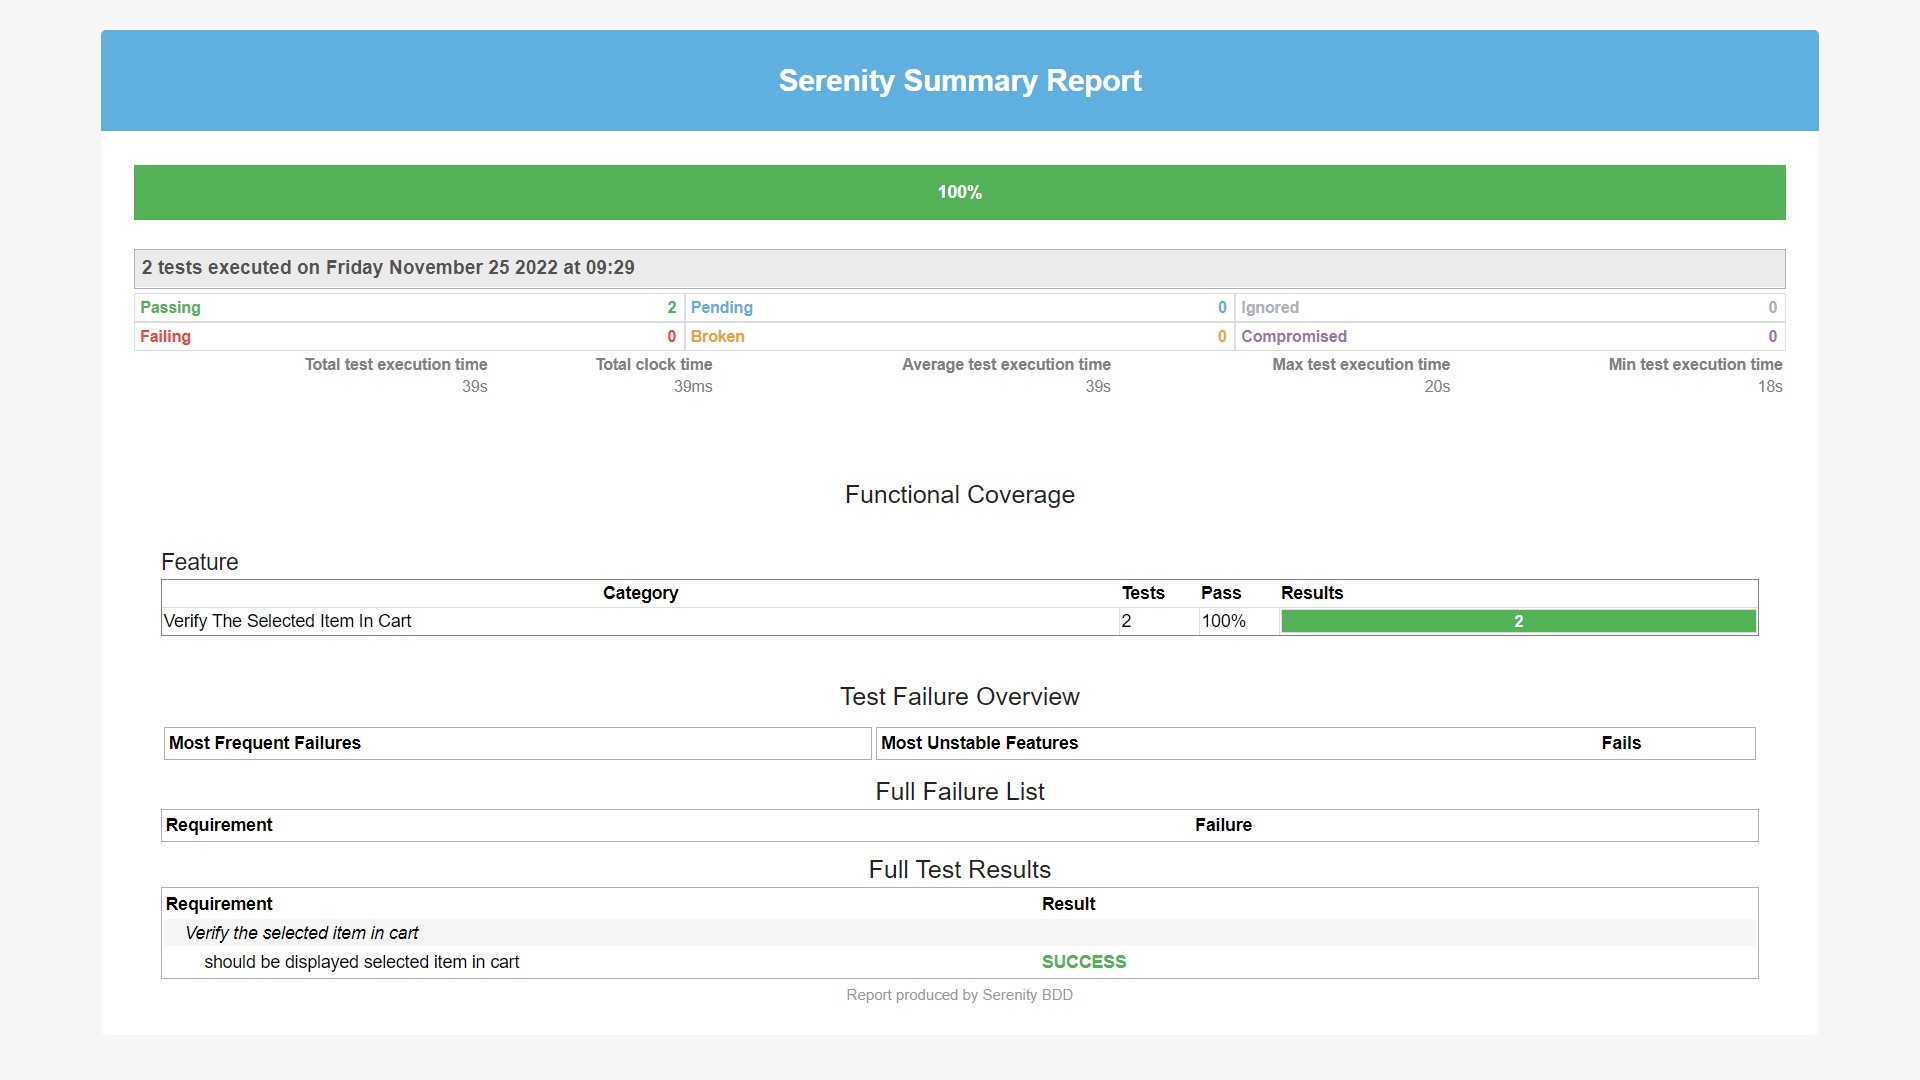 Serenity Summary Report
100%
2 tests executed on Friday November 25 2022 at 09:29
Passing 2 Pending 0 Ignored 0
Failing 0 Broken 0 Compromised 0
Total test execution time Total clock time Average test execution time Max test execution time Min test execution time
39s 39ms 39s 20s 18s
Functional Coverage
Feature
Category Tests Pass Results
Verify The Selected Item In Cart 2 100% 2
Test Failure Overview
Most Frequent Failures Most Unstable Features Fails
Full Failure List
Requirement Failure
Full Test Results
Requirement Result
Verify the selected item in cart
should be displayed selected item in cart SUCCESS
Report produced by Serenity BDD